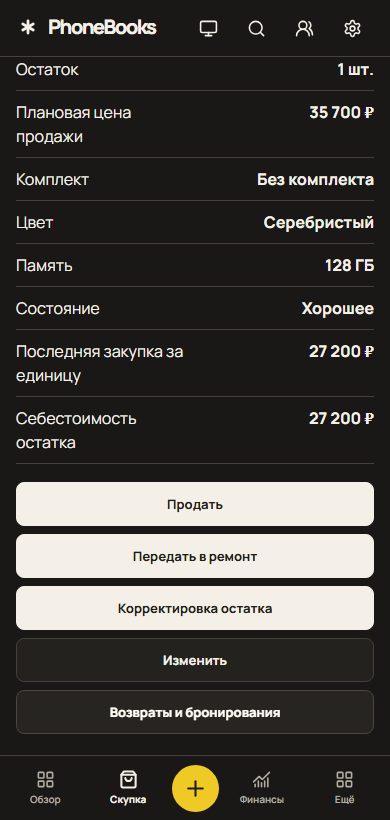 PhoneBooks
Остаток 1 шт.
Плановая цена 35 700 ₽
продажи
Комплект Без комплекта
Цвет Серебристый
Память 128 ГБ
Состояние Хорошее
Последняя закупка за 27 200 ₽
единицу
Себестоимость 27 200 ₽
остатка
Продать
Передать в ремонт
Корректировка остатка
Изменить
Возвраты и бронирования
Обзор Скупка Финансы Ещё